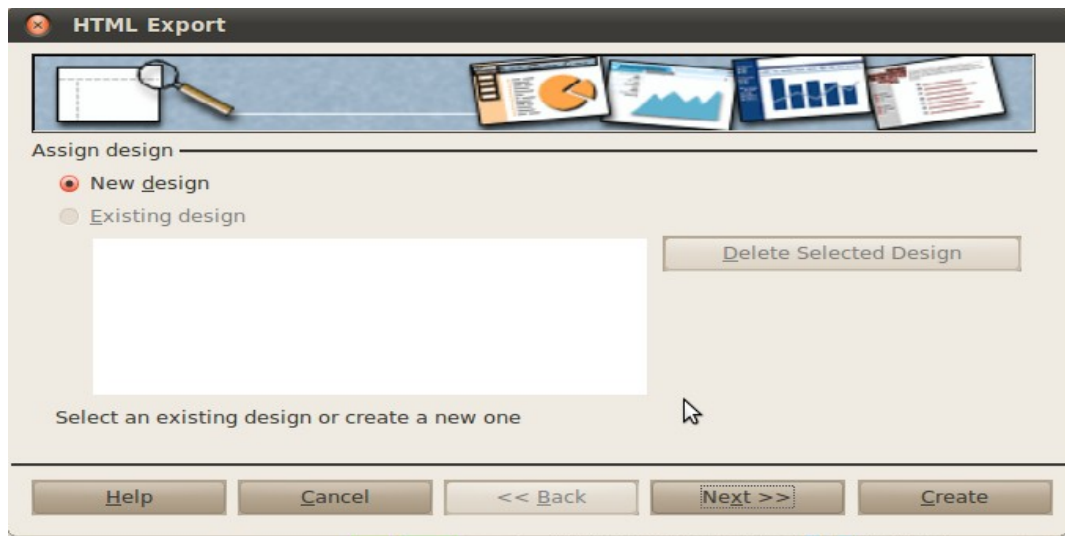 HTML Export
Assign design
New design
Existing design
Delete Selected Design
Select an existing design or create a new one
Help Cancel << Back Next >> Create